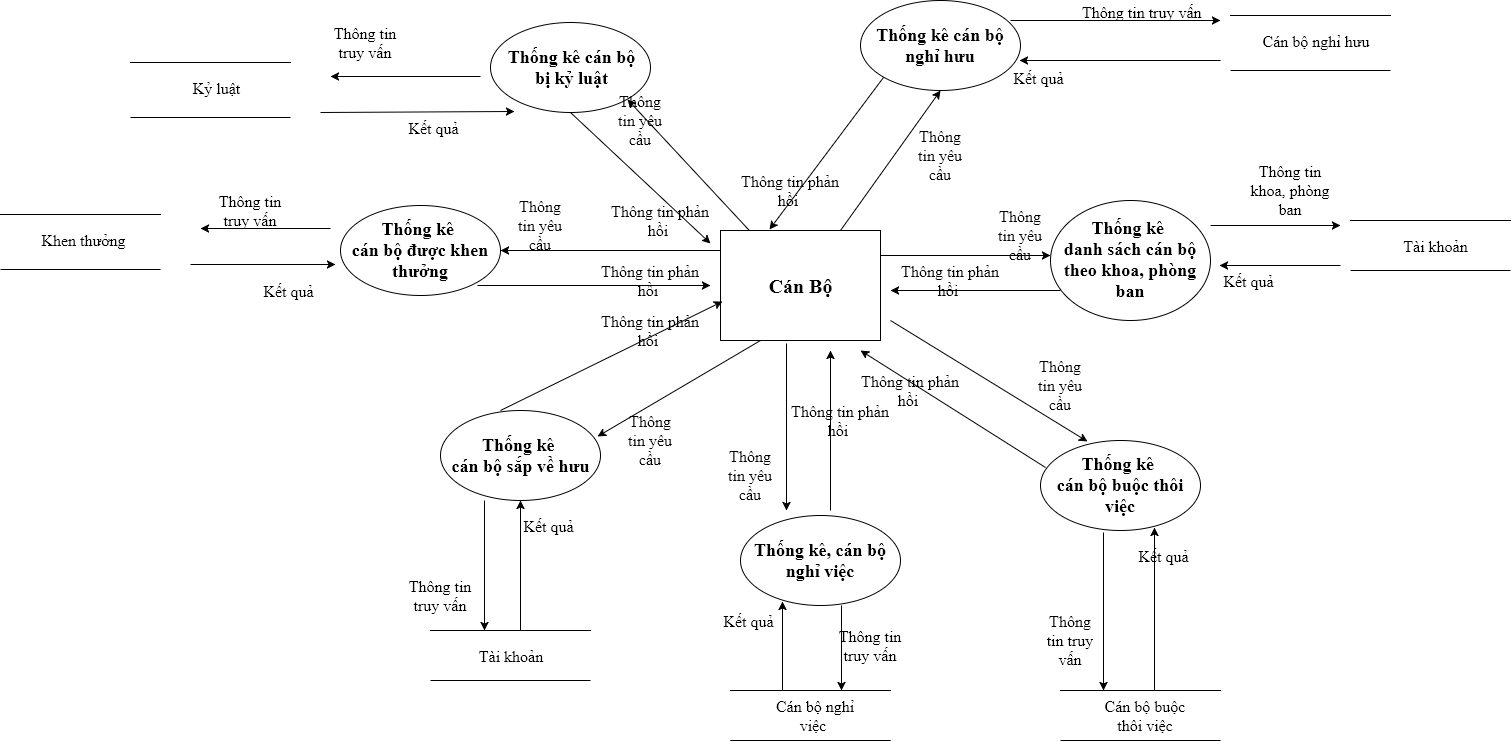 Thông tin truy vấn
Cán bộ nghỉ hưu
Kết quả
Thống kê cán bộ
nghỉ hưu
Thông tin
truy vấn
Thống kê cán bộ
bị kỷ luật
Kỷ luật
Kết quả
Thông
tin yêu
cầu
Thông
tin yêu
cầu
Thông tin phản
hồi
Thông tin phản
hồi
Thông tin
truy vấn
Khen thưởng
Kết quả
Thống kê
cán bộ được khen
thưởng
Thông
tin yêu
cầu
Thông tin phản
hồi
Cán Bộ
Thông
tin yêu
cầu
Thông tin phản
hồi
Thống kê
danh sách cán bộ
theo khoa, phòng
ban
Thông tin
khoa, phòng
ban
Tài khoản
Kết quả
Thông tin phản
hồi
Thông
tin yêu
cầu
Thống kê
cán bộ sắp về hưu
Kết quả
Thông tin
truy vấn
Tài khoản
Thông tin phản
hồi
Thông
tin yêu
cầu
Thống kê, cán bộ
nghỉ việc
Kết quả
Thông tin
truy vấn
Cán bộ nghỉ
việc
Thông tin phản
hồi
Thông
tin yêu
cầu
Thống kê
cán bộ buộc thôi
việc
Kết quả
Thông
tin truy
vấn
Cán bộ buộc
thôi việc